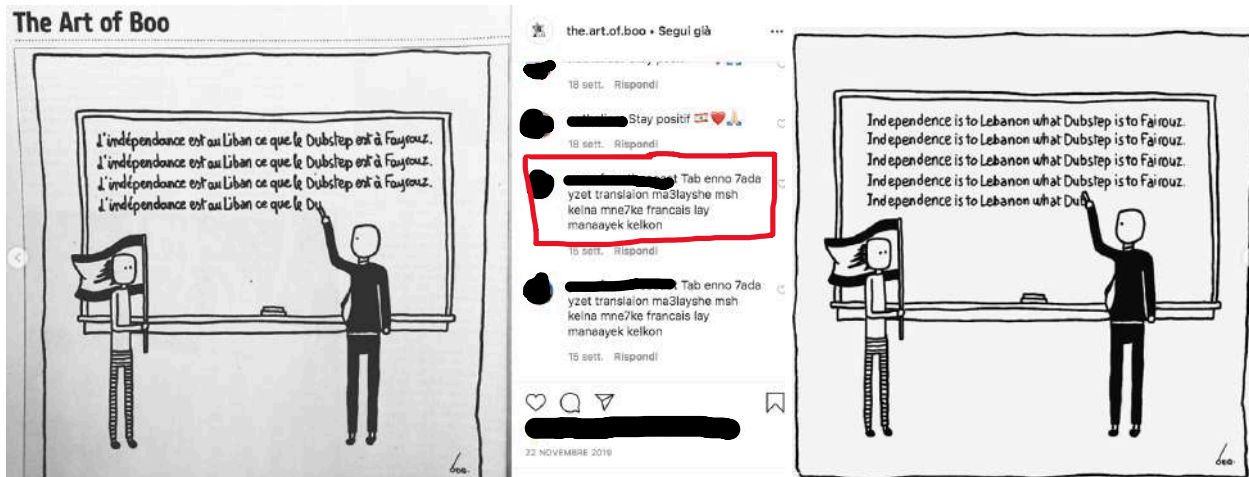 The Art of Boo
L'indépendance est au Liban ce que le Dubstep est à Fayrouz.
L'indépendance est au Liban ce que le Dubstep est à Fayrouz.
L'indépendance est au Liban ce que le Dubstep est à Fayrouz.
L'indépendance est au Liban ce que le Du
boo.
the.art.of.boo • Segui già
18 sett. Rispondi
Stay positif
18 sett. Rispondi
Tab enno 7ada
yzet translaion ma3layshe msh
kelna mne7ke francais lay
manaayek kelkon
15 sett. Rispondi
Tab enno 7ada
yzet translaion ma3layshe msh
kelna mne7ke francais lay
manaayek kelkon
15 sett. Rispondi
22 NOVEMBRE 2019
Independence is to Lebanon what Dubstep is to Fairouz.
Independence is to Lebanon what Dubstep is to Fairouz.
Independence is to Lebanon what Dubstep is to Fairouz.
Independence is to Lebanon what Dubstep is to Fairouz.
Independence is to Lebanon what Dub
boo.